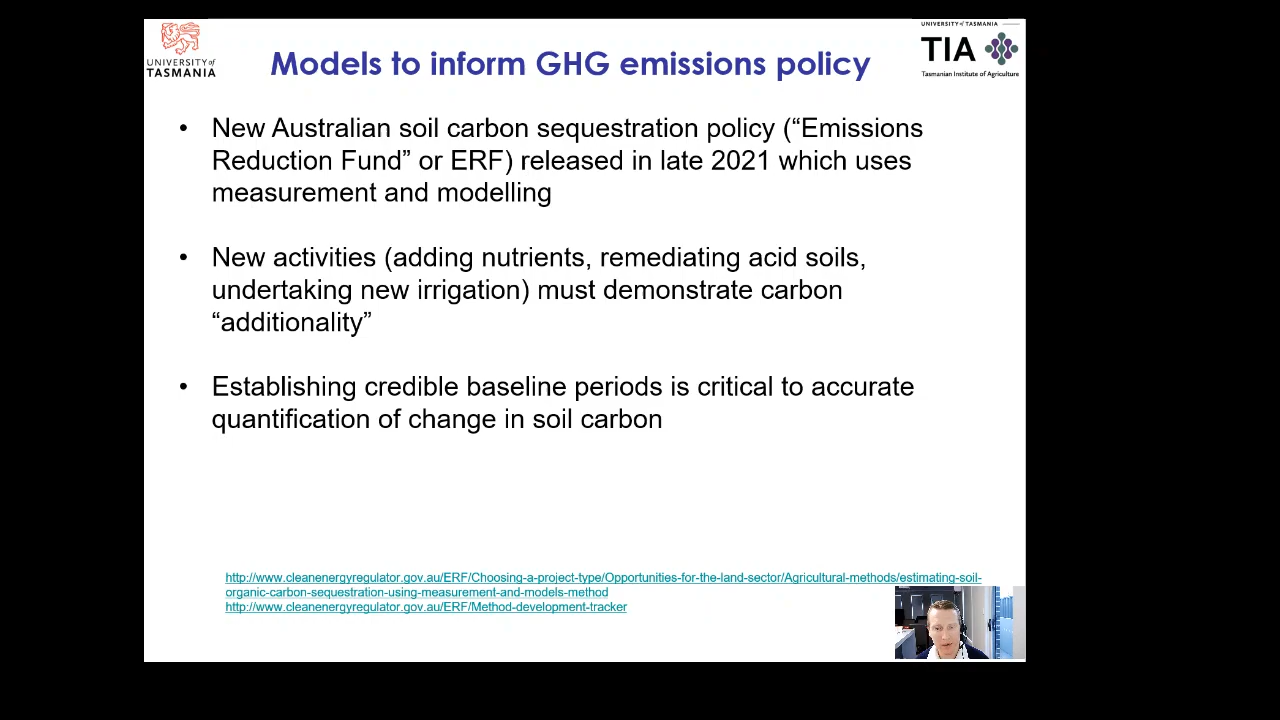 UNIVERSITY of
TASMANIA
Models to inform GHG emissions policy
UNIVERSITY of TASMANIA
TIA
Tasmanian Institute of Agriculture
• New Australian soil carbon sequestration policy (“Emissions
Reduction Fund” or ERF) released in late 2021 which uses
measurement and modelling
• New activities (adding nutrients, remediating acid soils,
undertaking new irrigation) must demonstrate carbon
“additionality”
• Establishing credible baseline periods is critical to accurate
quantification of change in soil carbon
http://www.cleanenergyregulator.gov.au/ERF/Choosing-a-project-type/Opportunities-for-the-land-sector/Agricultural-methods/estimating-soil-
organic-carbon-sequestration-using-measurement-and-models-method
http://www.cleanenergyregulator.gov.au/ERF/Method-development-tracker